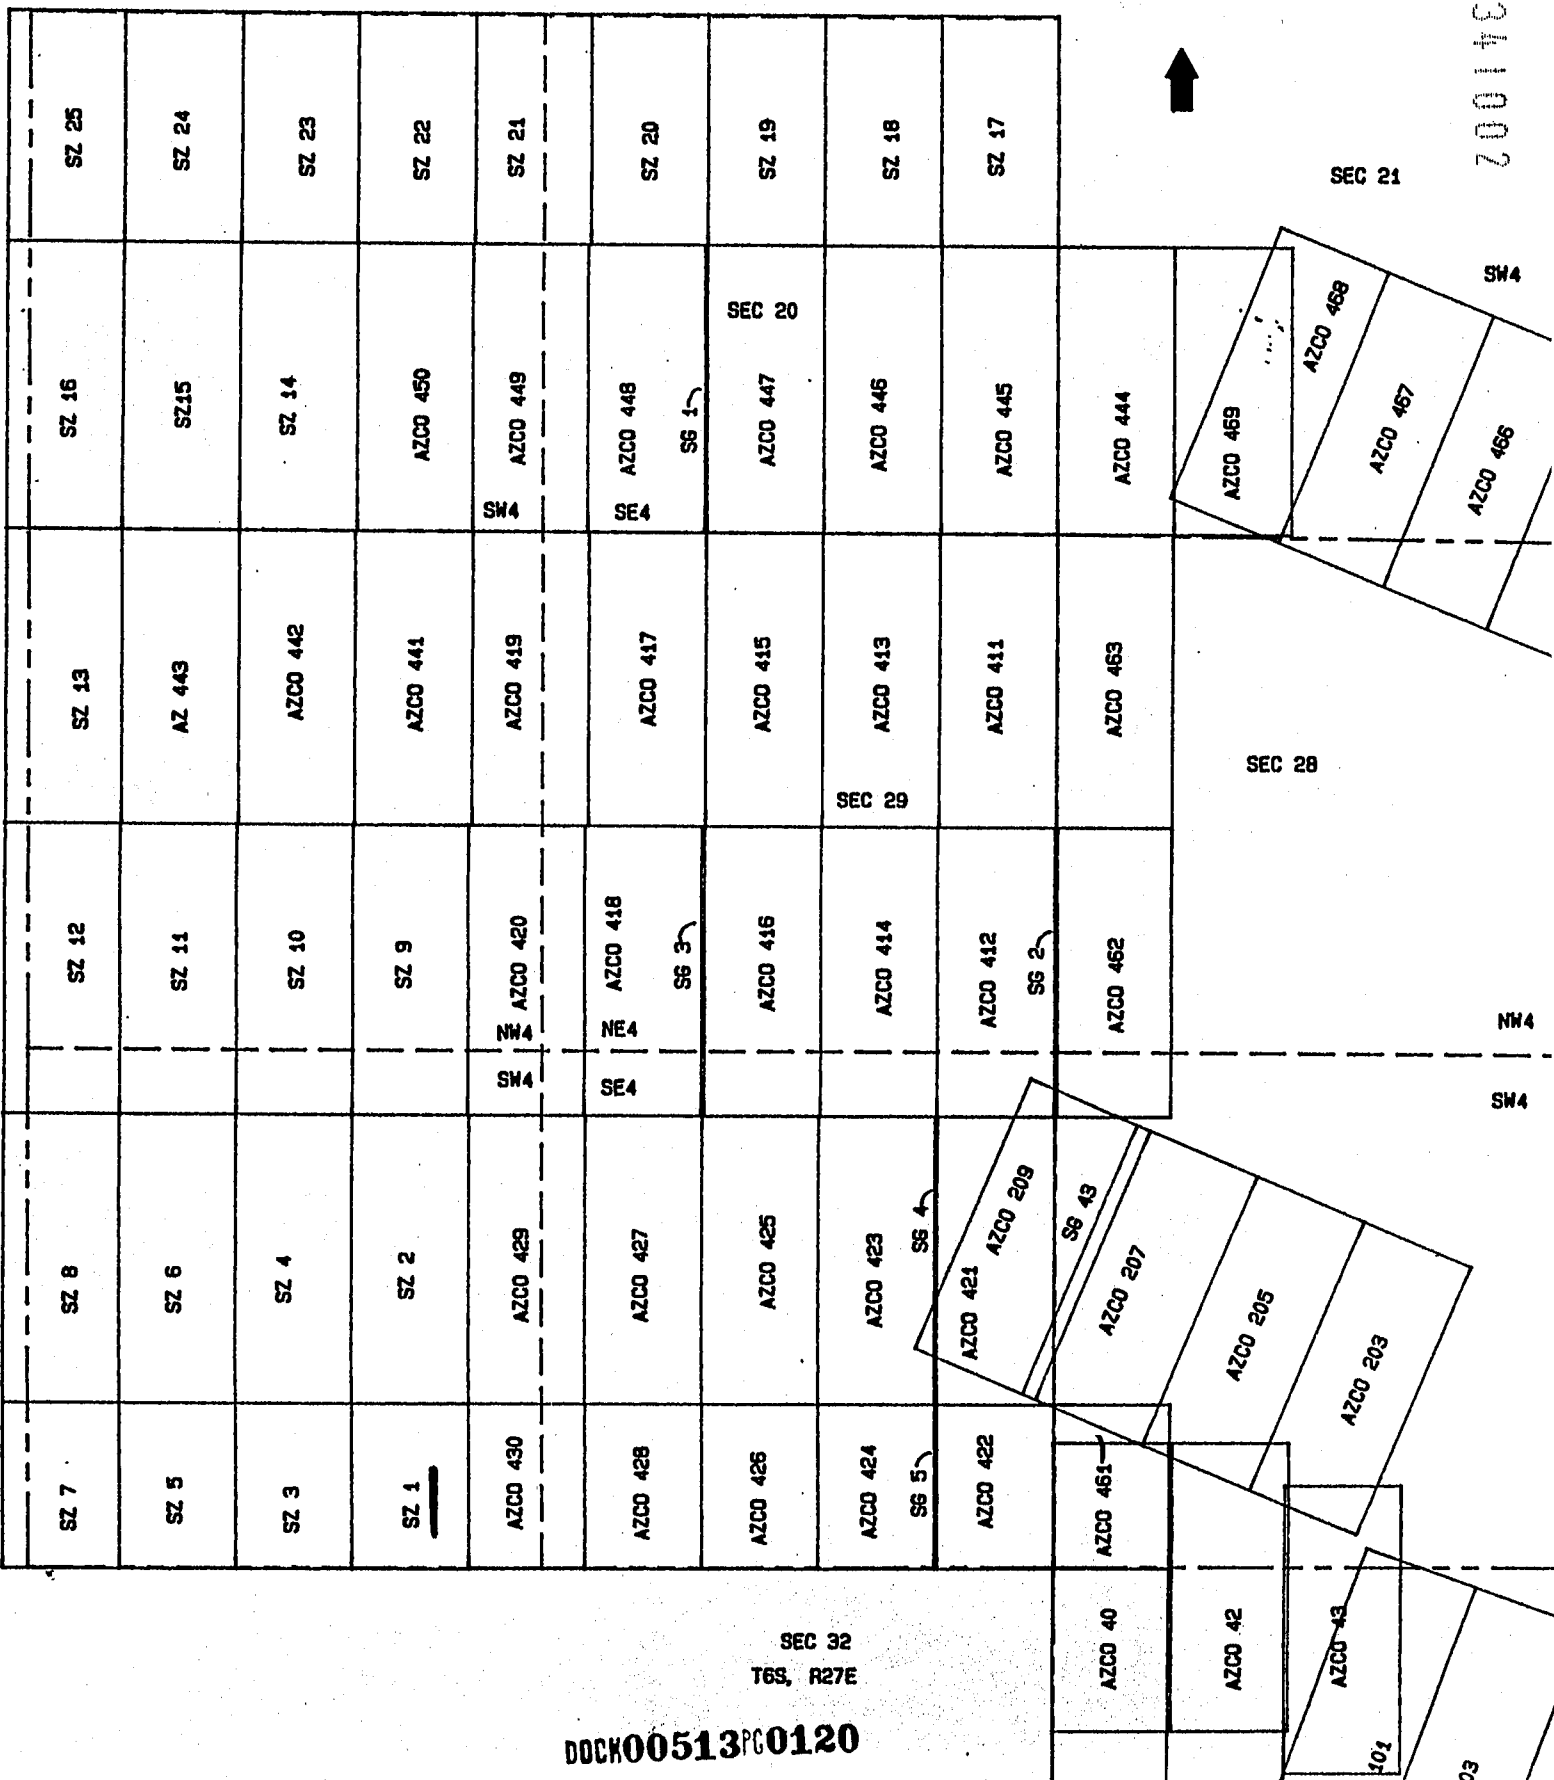 341002
SZ 25
SZ 24
SZ 23
SZ 22
SZ 21
SZ 20
SZ 19
SZ 18
SZ 17
SEC 21
SW4
SZ 16
SZ15
SZ 14
AZCO 450
AZCO 449
AZCO 448
SG 1
SEC 20
AZCO 447
AZCO 446
AZCO 445
AZCO 444
AZCO 469
AZCO 468
AZCO 467
AZCO 466
SW4
SE4
SZ 13
AZ 443
AZCO 442
AZCO 441
AZCO 419
AZCO 417
AZCO 415
AZCO 413
AZCO 411
AZCO 463
SEC 28
SEC 29
SZ 12
SZ 11
SZ 10
SZ 9
AZCO 420
AZCO 418
SG 3
AZCO 416
AZCO 414
AZCO 412
SG 2
AZCO 462
NW4
NE4
NW4
SW4
SE4
SW4
SZ 8
SZ 6
SZ 4
SZ 2
AZCO 429
AZCO 427
AZCO 425
AZCO 423
SG 4
AZCO 421
AZCO 209
SG 43
AZCO 207
AZCO 205
AZCO 203
SZ 7
SZ 5
SZ 3
SZ 1
AZCO 430
AZCO 428
AZCO 426
AZCO 424
SG 5
AZCO 422
AZCO 461
AZCO 40
AZCO 42
AZCO 43
101
03
SEC 32
T6S, R27E
DOCK00513PG0120